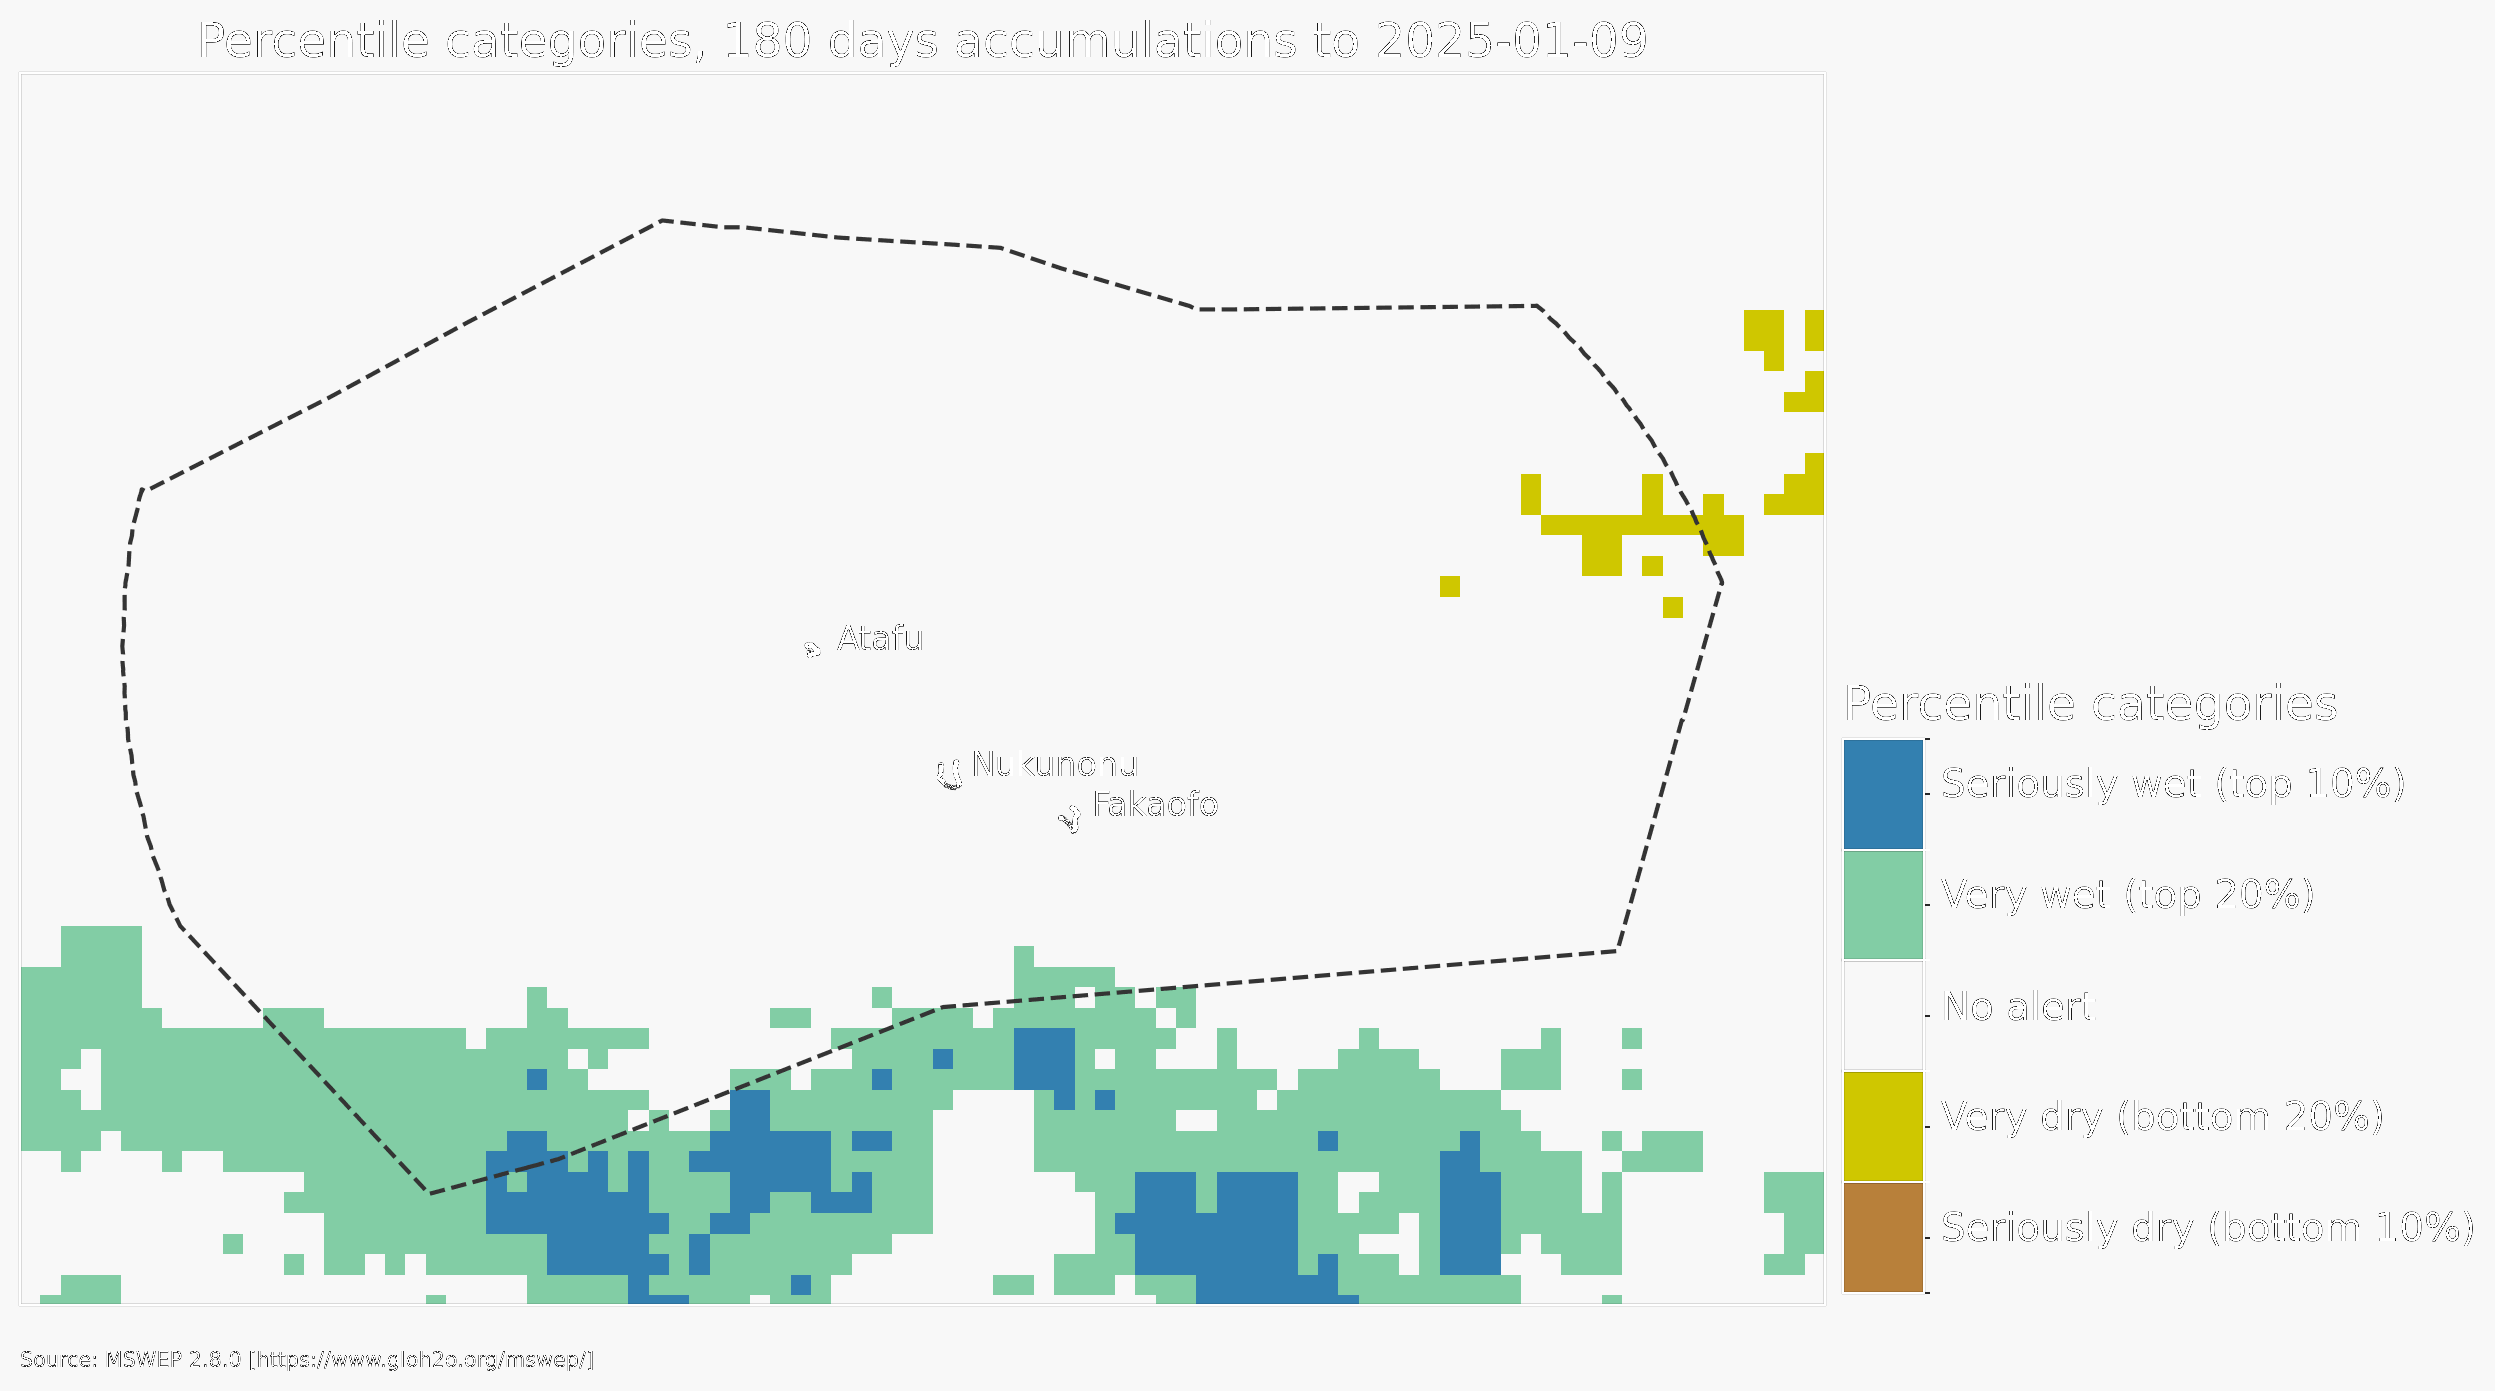 Percentile categories, 180 days accumulations to 2025-01-09
Atafu
Nukunonu
Fakaofo
Percentile categories
Seriously wet (top 10%)
Very wet (top 20%)
No alert
Very dry (bottom 20%)
Seriously dry (bottom 10%)
Source: MSWEP 2.8.0 [https://www.gloh2o.org/mswep/]